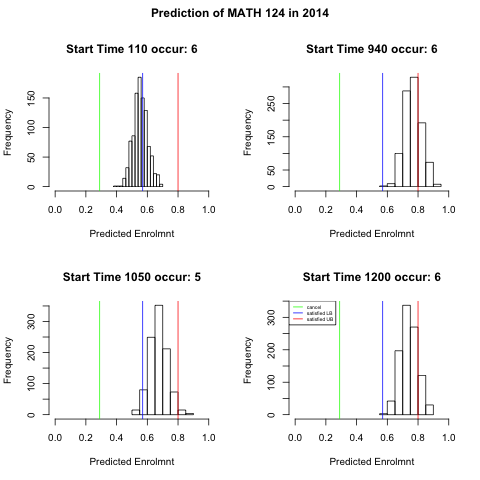 Prediction of MATH 124 in 2014
Start Time 110 occur: 6
Frequency
0 50 100 150
0.0 0.2 0.4 0.6 0.8 1.0
Predicted Enrolmnt
Start Time 940 occur: 6
Frequency
0 50 150 250
0.0 0.2 0.4 0.6 0.8 1.0
Predicted Enrolmnt
Start Time 1050 occur: 5
Frequency
0 100 200 300
0.0 0.2 0.4 0.6 0.8 1.0
Predicted Enrolmnt
Start Time 1200 occur: 6
cancel
satisfied LB
satisfied UB
Frequency
0 100 200 300
0.0 0.2 0.4 0.6 0.8 1.0
Predicted Enrolmnt